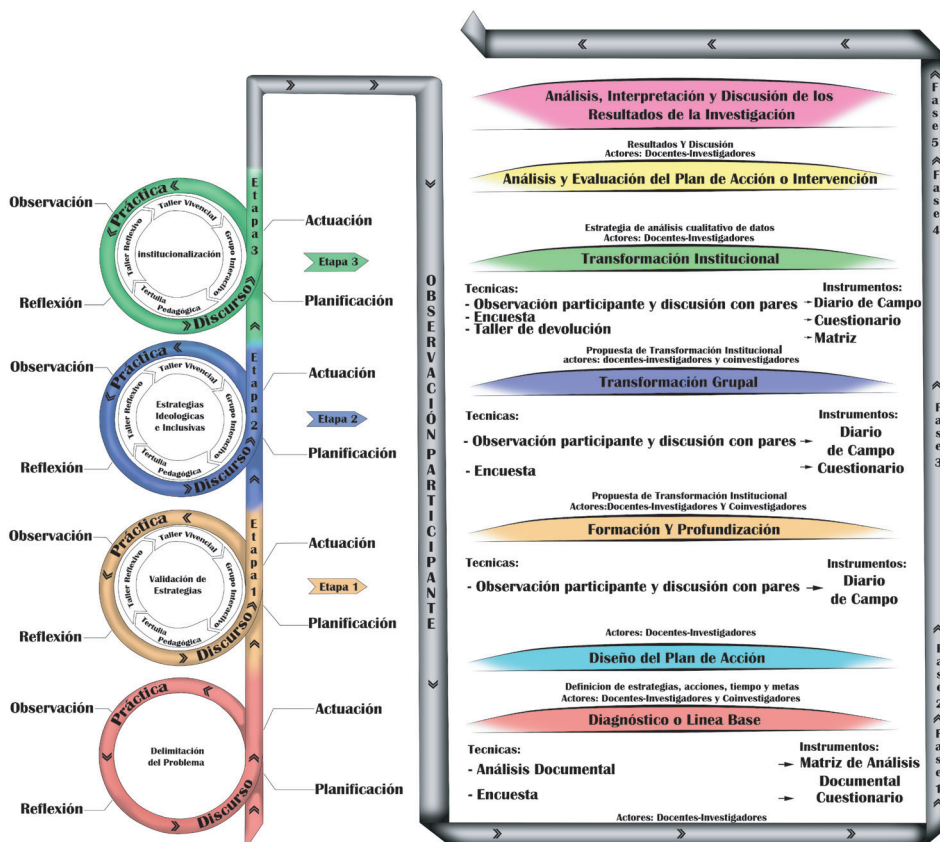 Práctica
Observación
Taller Vivencial
Taller Reflexivo
Grupo Interactivo
institucionalización
Tertulia
Pedagógica
Reflexión
Discurso
Etapa 3
Actuación
Etapa 3
Planificación
Práctica
Observación
Taller Vivencial
Taller Reflexivo
Grupo Interactivo
Estrategias
Ideologicas
e Inclusivas
Tertulia
Pedagógica
Reflexión
Discurso
Etapa 2
Actuación
Etapa 2
Planificación
Práctica
Observación
Taller Vivencial
Taller Reflexivo
Grupo Interactivo
Validación de
Estrategias
Tertulia
Pedagógica
Reflexión
Discurso
Etapa 1
Actuación
Etapa 1
Planificación
Práctica
Observación
Delimitación
del Problema
Reflexión
Discurso
Actuación
Planificación
OBSERVACIÓN PARTICIPANTE
Análisis, Interpretación y Discusión de los
Resultados de la Investigación
Resultados Y Discusión
Actores: Docentes-Investigadores
Análisis y Evaluación del Plan de Acción o Intervención
Estrategia de análisis cualitativo de datos
Actores: Docentes-Investigadores
Transformación Institucional
Tecnicas:
- Observación participante y discusión con pares
- Encuesta
- Taller de devolución
Instrumentos:
Diario de Campo
Cuestionario
Matriz
Propuesta de Transformación Institucional
actores: docentes-investigadores y coinvestigadores
Transformación Grupal
Tecnicas:
- Observación participante y discusión con pares
- Encuesta
Instrumentos:
Diario
de Campo
Cuestionario
Propuesta de Transformación Institucional
Actores:Docentes-Investigadores Y Coinvestigadores
Formación Y Profundización
Tecnicas:
- Observación participante y discusión con pares
Instrumentos:
Diario
de Campo
Actores: Docentes-Investigadores
Diseño del Plan de Acción
Definicion de estrategias, acciones, tiempo y metas
Actores: Docentes-Investigadores y Coinvestigadores
Diagnóstico o Linea Base
Tecnicas:
- Análisis Documental
- Encuesta
Instrumentos:
Matriz de Análisis
Documental
Cuestionario
Actores: Docentes-Investigadores
Fase 5
Fase 4
Fase 3
Fase 2
Fase 1